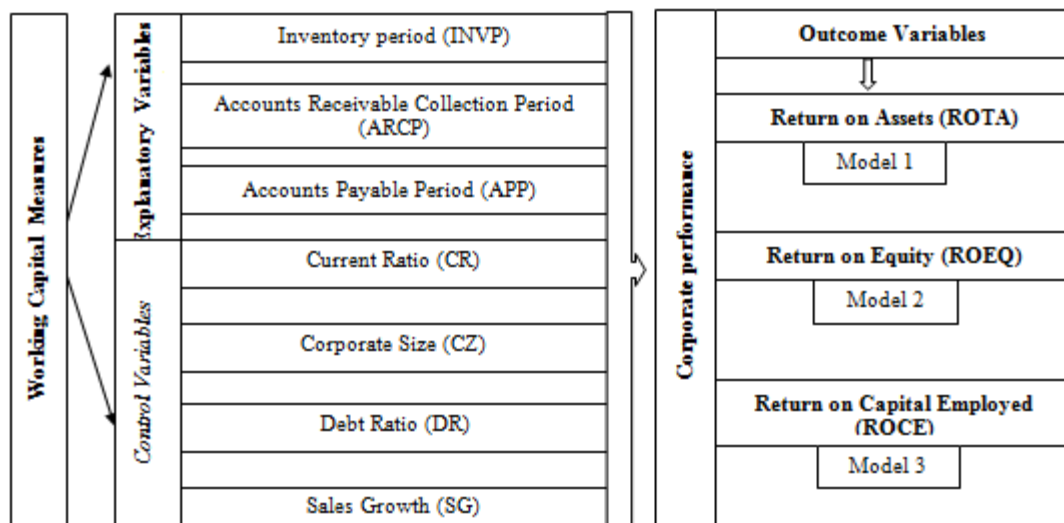 Working Capital Measures
Explanatory Variables
Inventory period (INVP)
Accounts Receivable Collection Period
(ARCP)
Accounts Payable Period (APP)
Control Variables
Current Ratio (CR)
Corporate Size (CZ)
Debt Ratio (DR)
Sales Growth (SG)
Corporate performance
Outcome Variables
Return on Assets (ROTA)
Model 1
Return on Equity (ROEQ)
Model 2
Return on Capital Employed
(ROCE)
Model 3